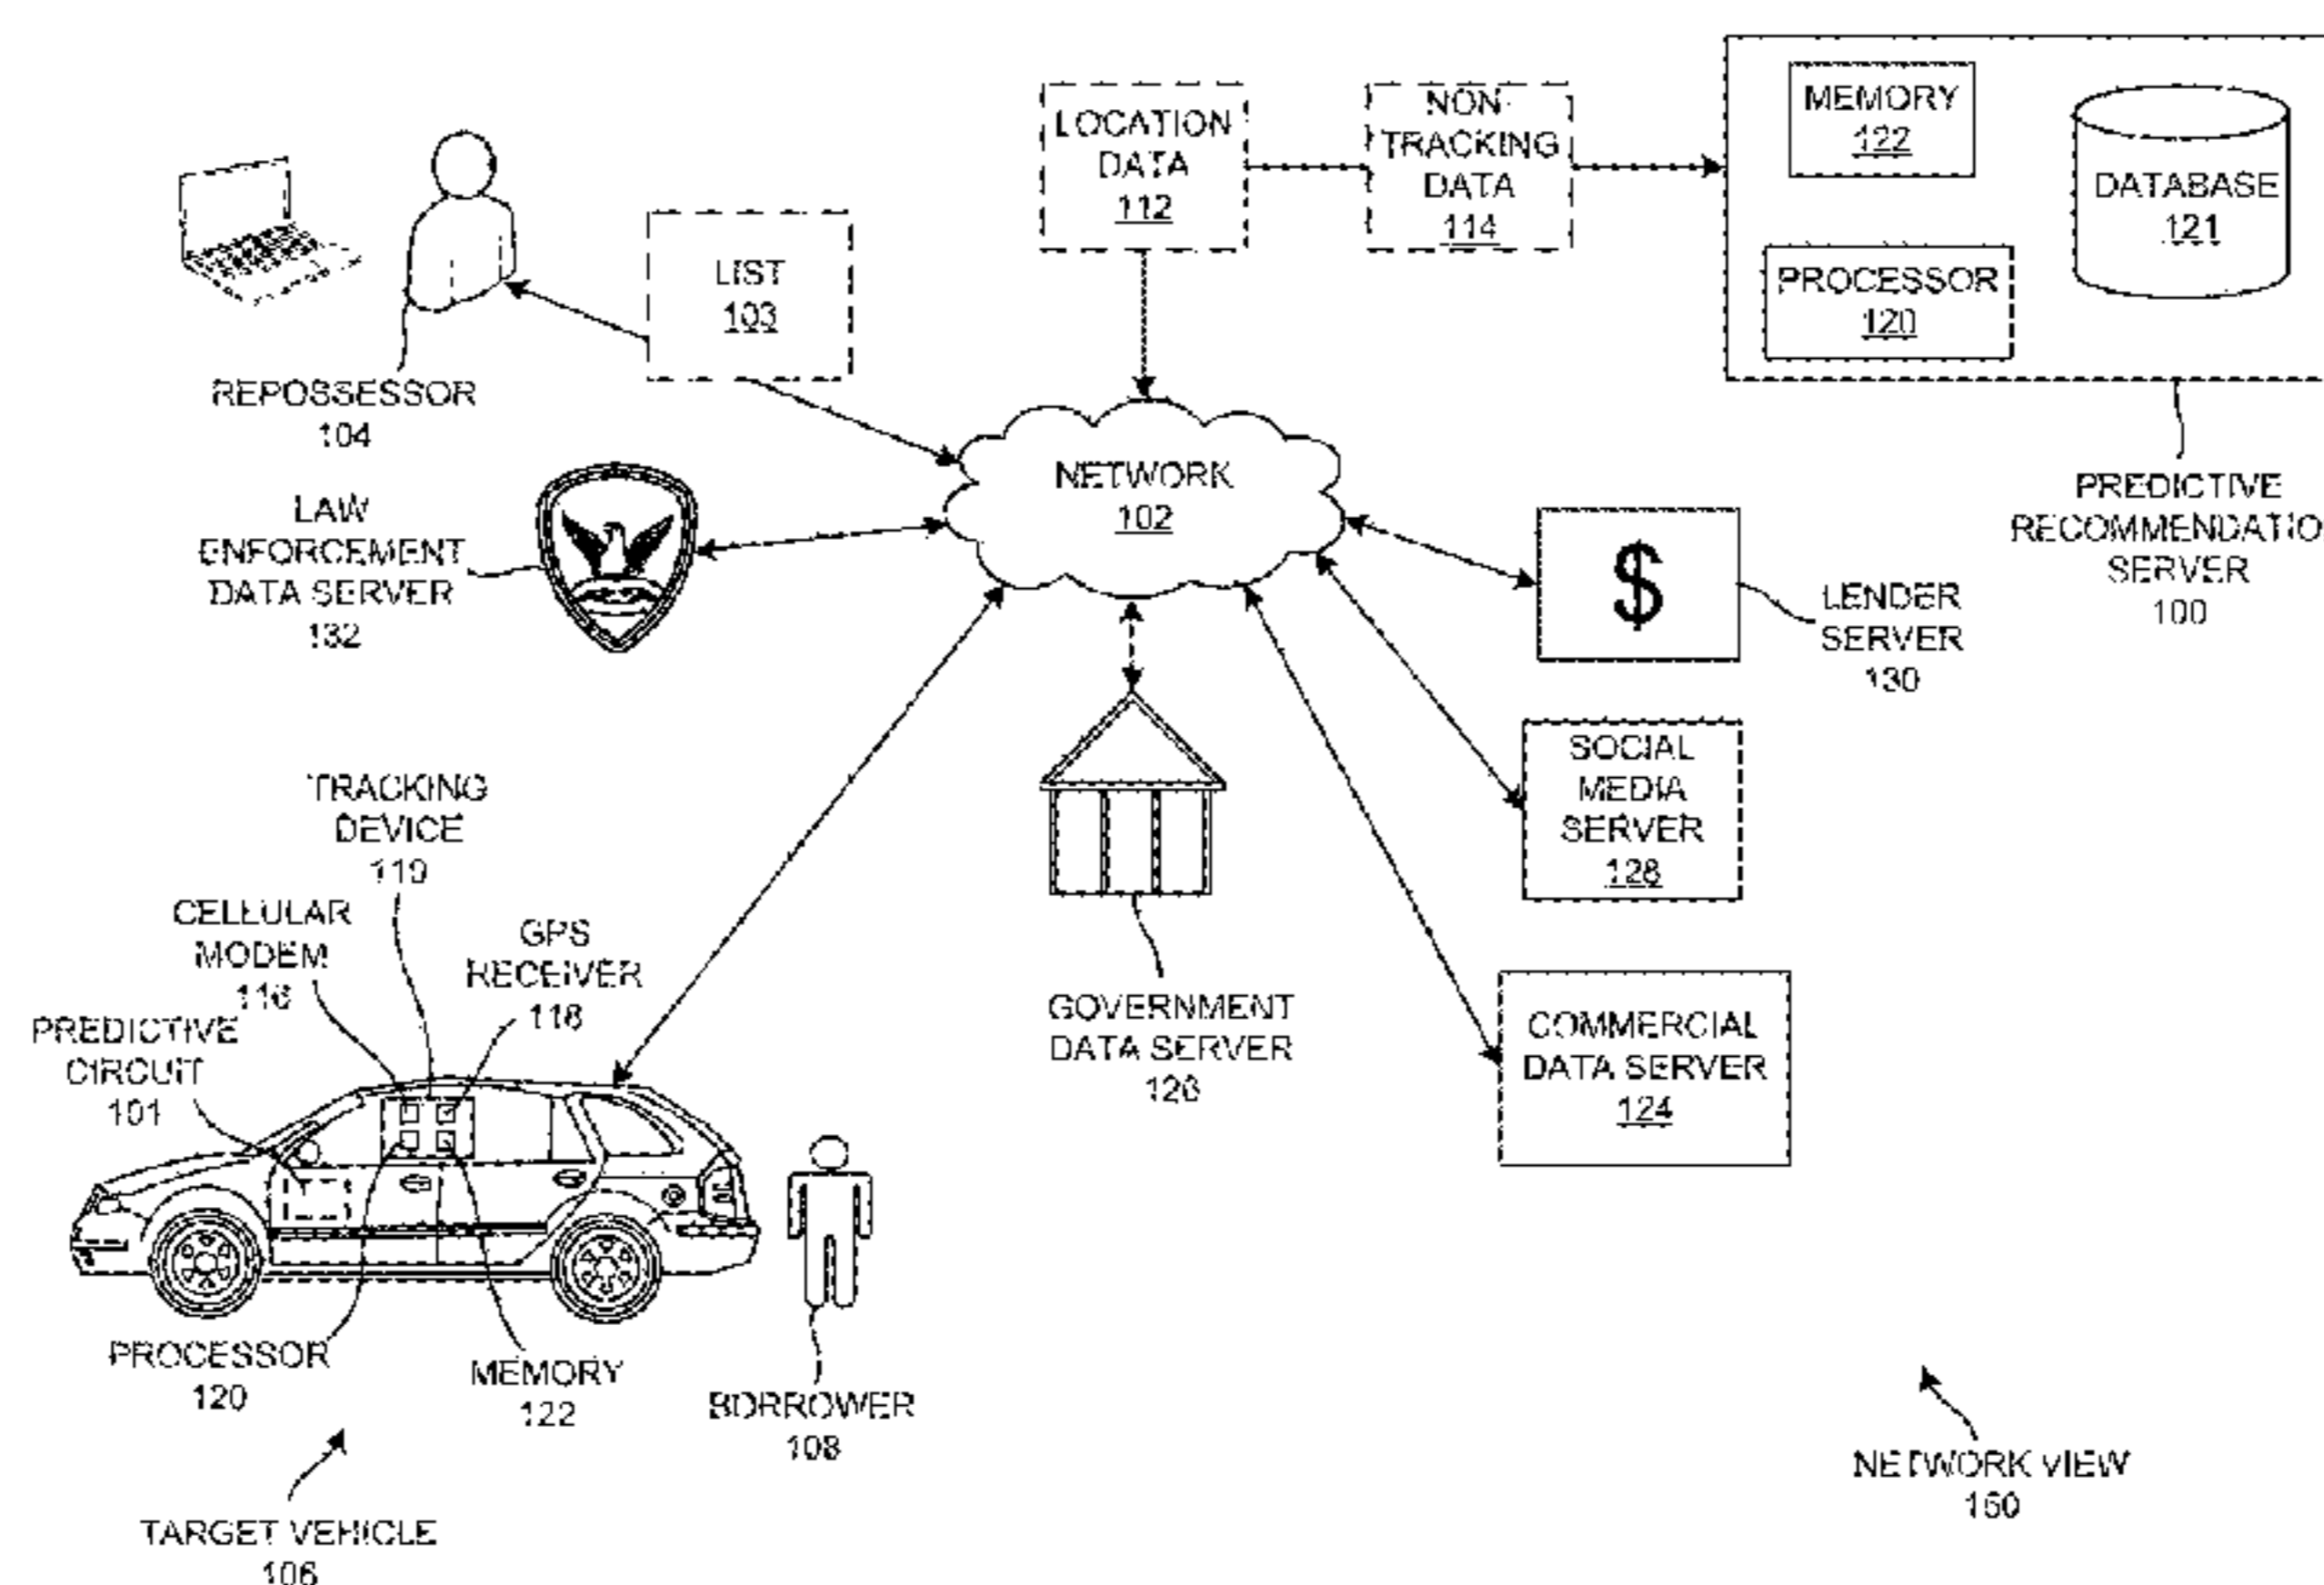 LOCATION
DATA
112
NON-
TRACKING
DATA
114
MEMORY
122
DATABASE
121
PROCESSOR
120
PREDICTIVE
RECOMMENDATIO
SERVER
100
LIST
103
REPOSSESSOR
104
NETWORK
102
LAW
ENFORCEMENT
DATA SERVER
132
$
LENDER
SERVER
130
SOCIAL
MEDIA
SERVER
128
COMMERCIAL
DATA SERVER
124
GOVERNMENT
DATA SERVER
126
TRACKING
DEVICE
110
CELLULAR
MODEM
116
GPS
RECEIVER
118
PREDICTIVE
CIRCUIT
101
PROCESSOR
120
MEMORY
122
BORROWER
108
TARGET VEHICLE
106
NETWORK VIEW
150